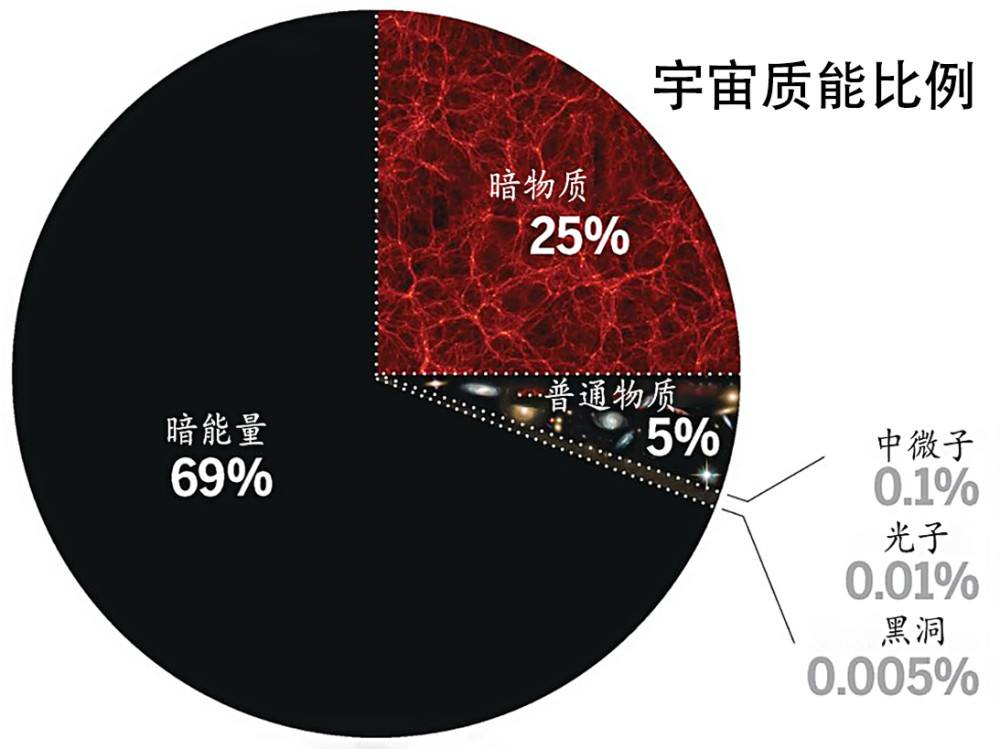 宇宙质能比例
暗物质
25%
普通物质
5%
暗能量
69%
中微子
0.1%
光子
0.01%
黑洞
0.005%